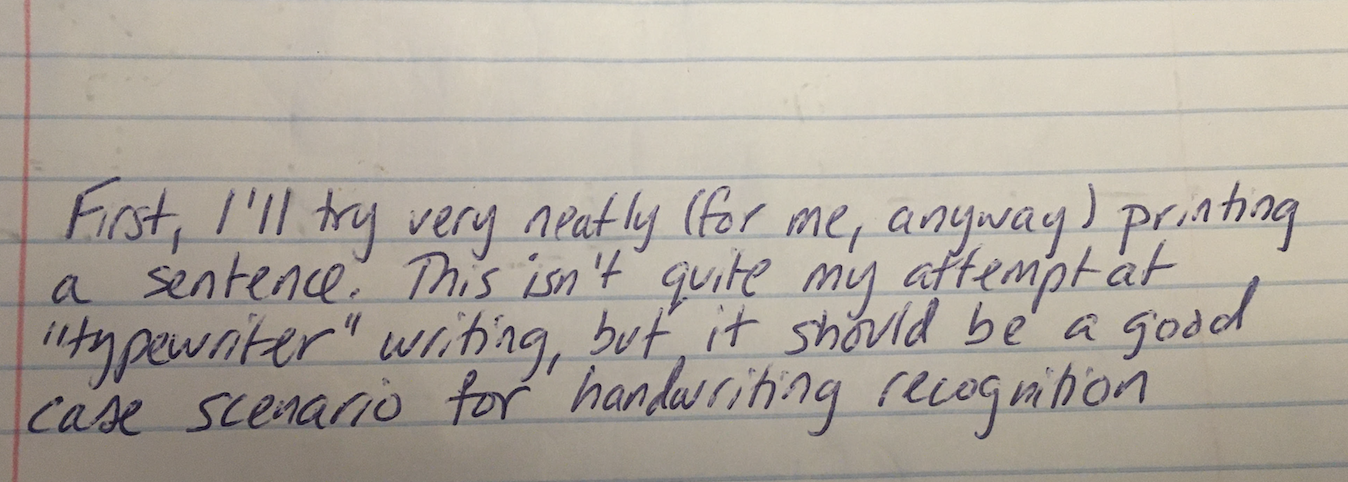 First, I'll try very neatly (for me, anyway) printing
a sentence. This isn't quite my attempt at
"typewriter" writing, but it should be a good
case scenario for handwriting recognition